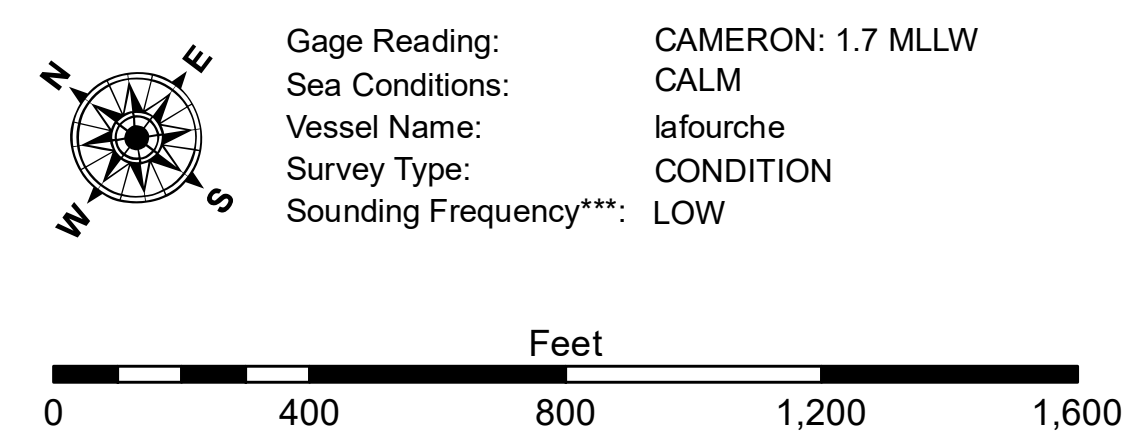 N
E
W
S
Gage Reading: CAMERON: 1.7 MLLW
Sea Conditions: CALM
Vessel Name: lafourche
Survey Type: CONDITION
Sounding Frequency***: LOW
Feet
0 400 800 1,200 1,600